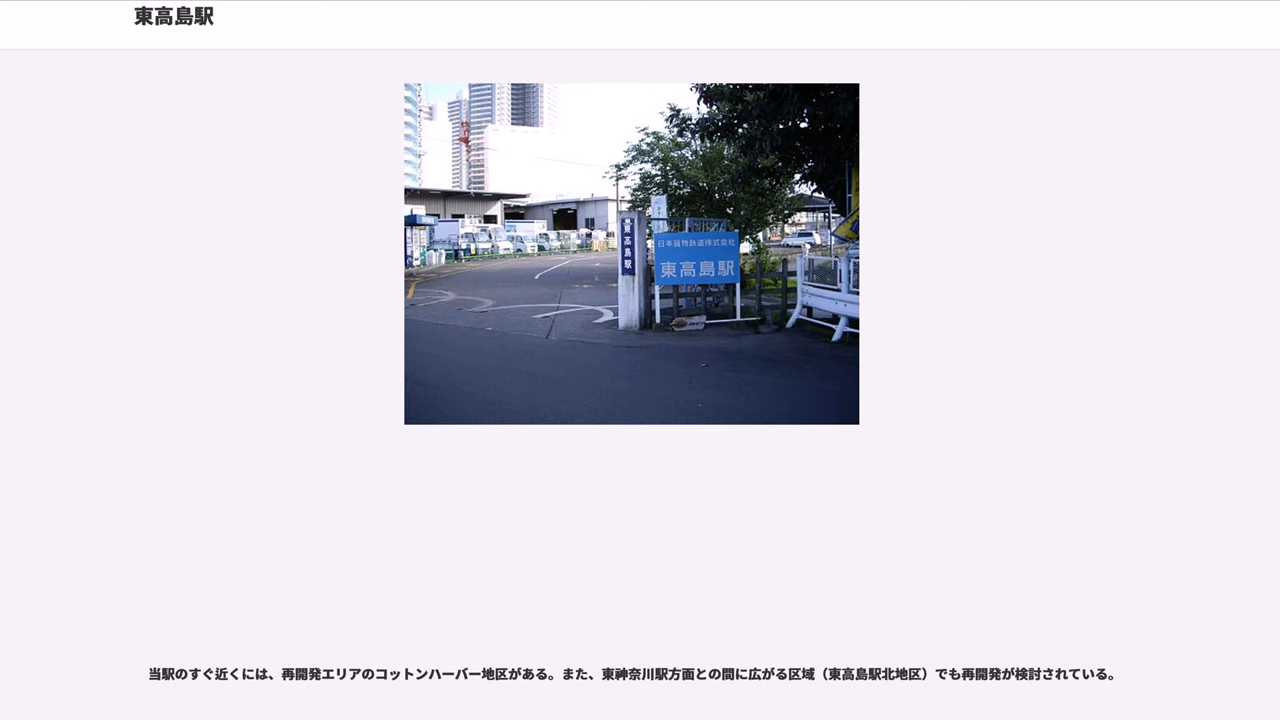 東高島駅
東高島駅
日本貨物鉄道株式会社
東高島駅
当駅のすぐ近くには、再開発エリアのコットンハーバー地区がある。また、東神奈川駅方面との間に広がる区域（東高島駅北地区）でも再開発が検討されている。